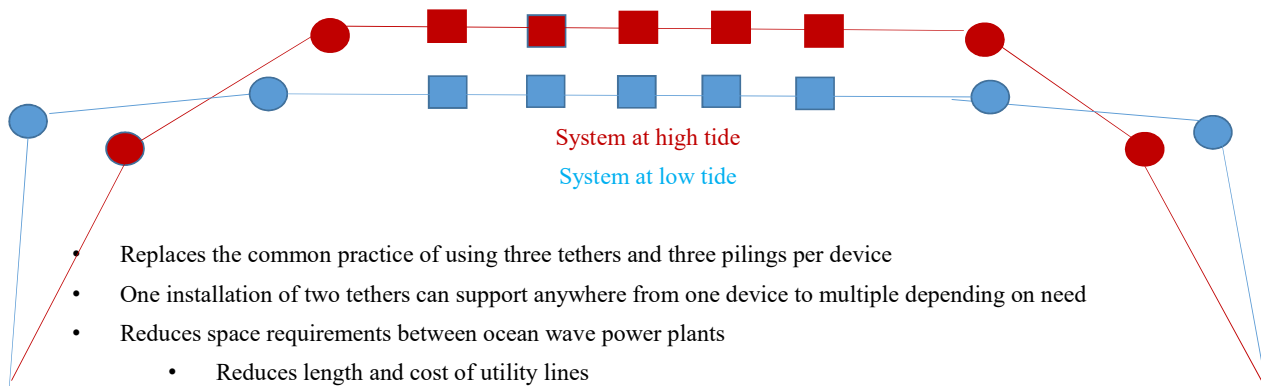 System at high tide
System at low tide
• Replaces the common practice of using three tethers and three pilings per device
• One installation of two tethers can support anywhere from one device to multiple depending on need
• Reduces space requirements between ocean wave power plants
• Reduces length and cost of utility lines